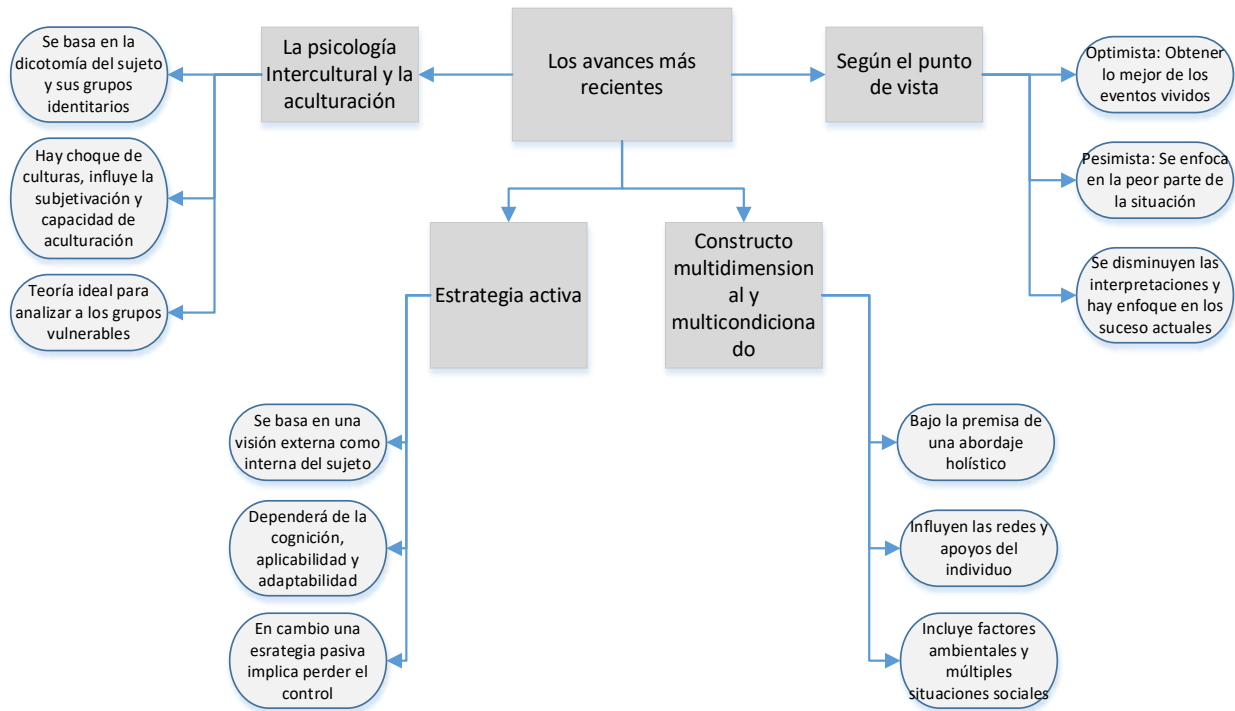 Los avances más
recientes
La psicología
Intercultural y la
aculturación
Se basa en la
dicotomía del sujeto
y sus grupos
identitarios
Hay choque de
culturas, influye la
subjetivación y
capacidad de
aculturación
Teoría ideal para
analizar a los grupos
vulnerables
Según el punto
de vista
Optimista: Obtener
lo mejor de los
eventos vividos
Pesimista: Se enfoca
en la peor parte de
la situación
Se disminuyen las
interpretaciones y
hay enfoque en los
suceso actuales
Estrategia activa
Se basa en una
visión externa como
interna del sujeto
Dependerá de la
cognición,
aplicabilidad y
adaptabilidad
En cambio una
esrategia pasiva
implica perder el
control
Constructo
multidimension
al y
multicondiciona
do
Bajo la premisa de
una abordaje
holístico
Influyen las redes y
apoyos del
individuo
Incluye factores
ambientales y
múltiples
situaciones sociales